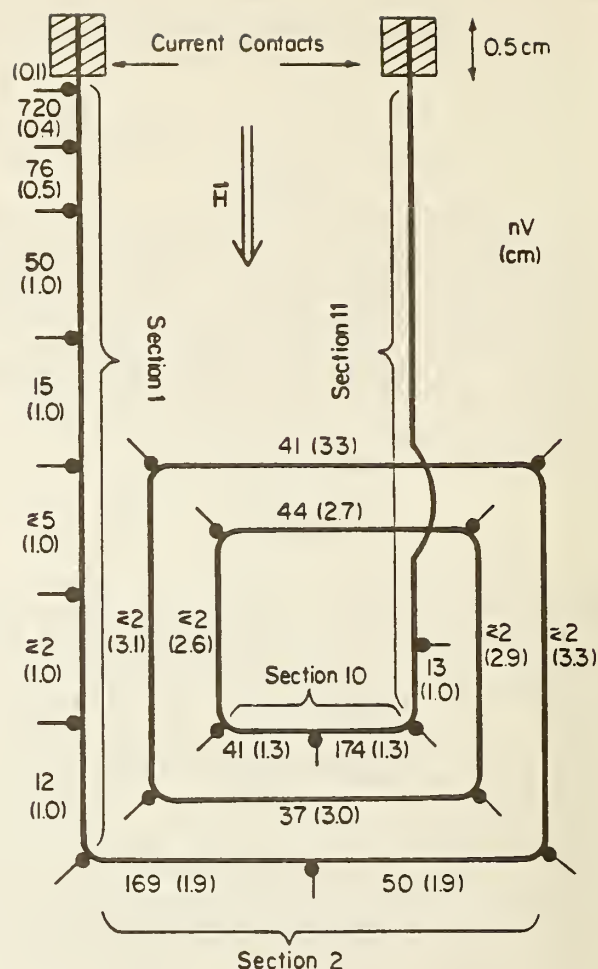 Current Contacts
0.5 cm
(0.1)
720
(0.4)
76
(0.5)
50
(1.0)
15
(1.0)
≂5
(1.0)
≂2
(1.0)
12
(1.0)
H
nV
(cm)
Section 1
Section 11
41 (3.3)
44 (2.7)
≂2
(3.1)
≂2
(2.6)
≂2
(2.9)
≂2
(3.3)
13
(1.0)
Section 10
41 (1.3) 174 (1.3)
37 (3.0)
169 (1.9) 50 (1.9)
Section 2